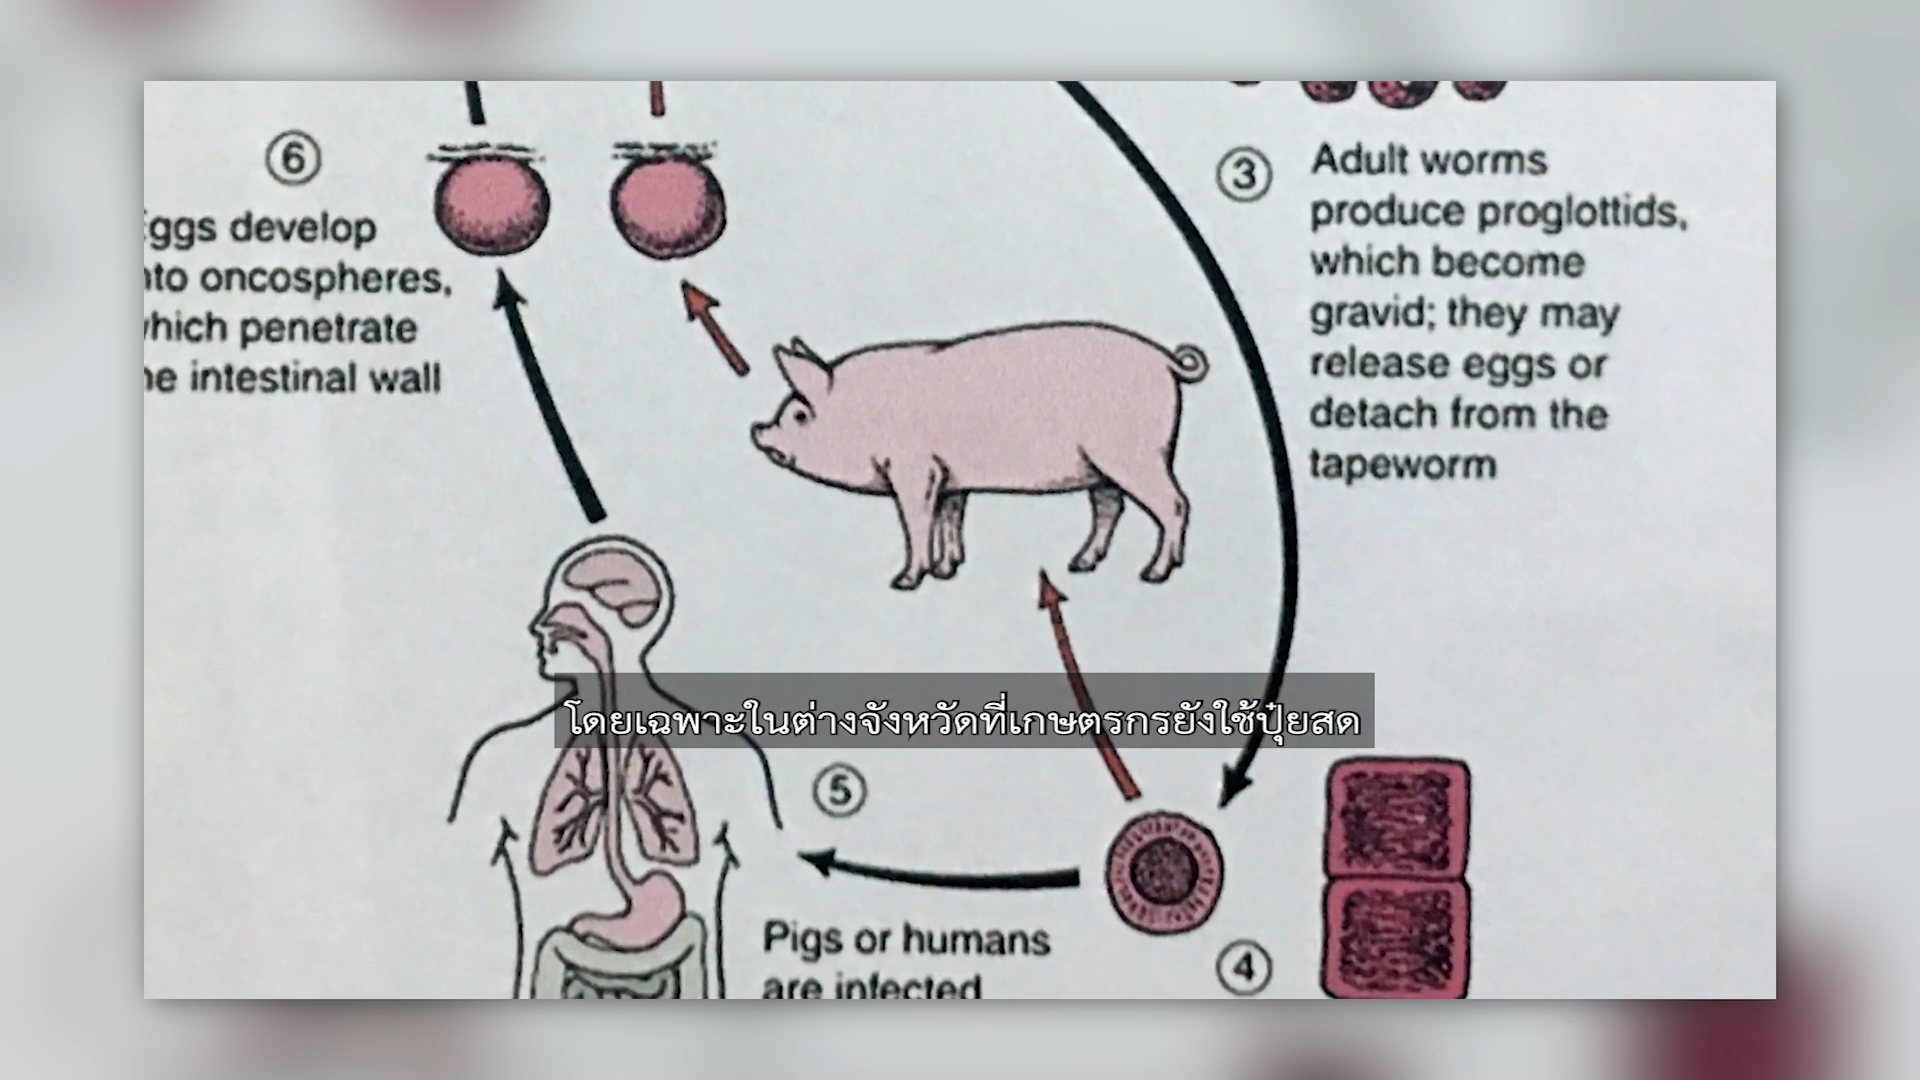 6
ggs develop
nto oncospheres,
which penetrate
he intestinal wall
3
Adult worms
produce proglottids,
which become
gravid; they may
release eggs or
detach from the
tapeworm
โดยเฉพาะในต่างจังหวัดที่เกษตรกรยังใช้ปุ๋ยสด
5
Pigs or humans
are infected
4